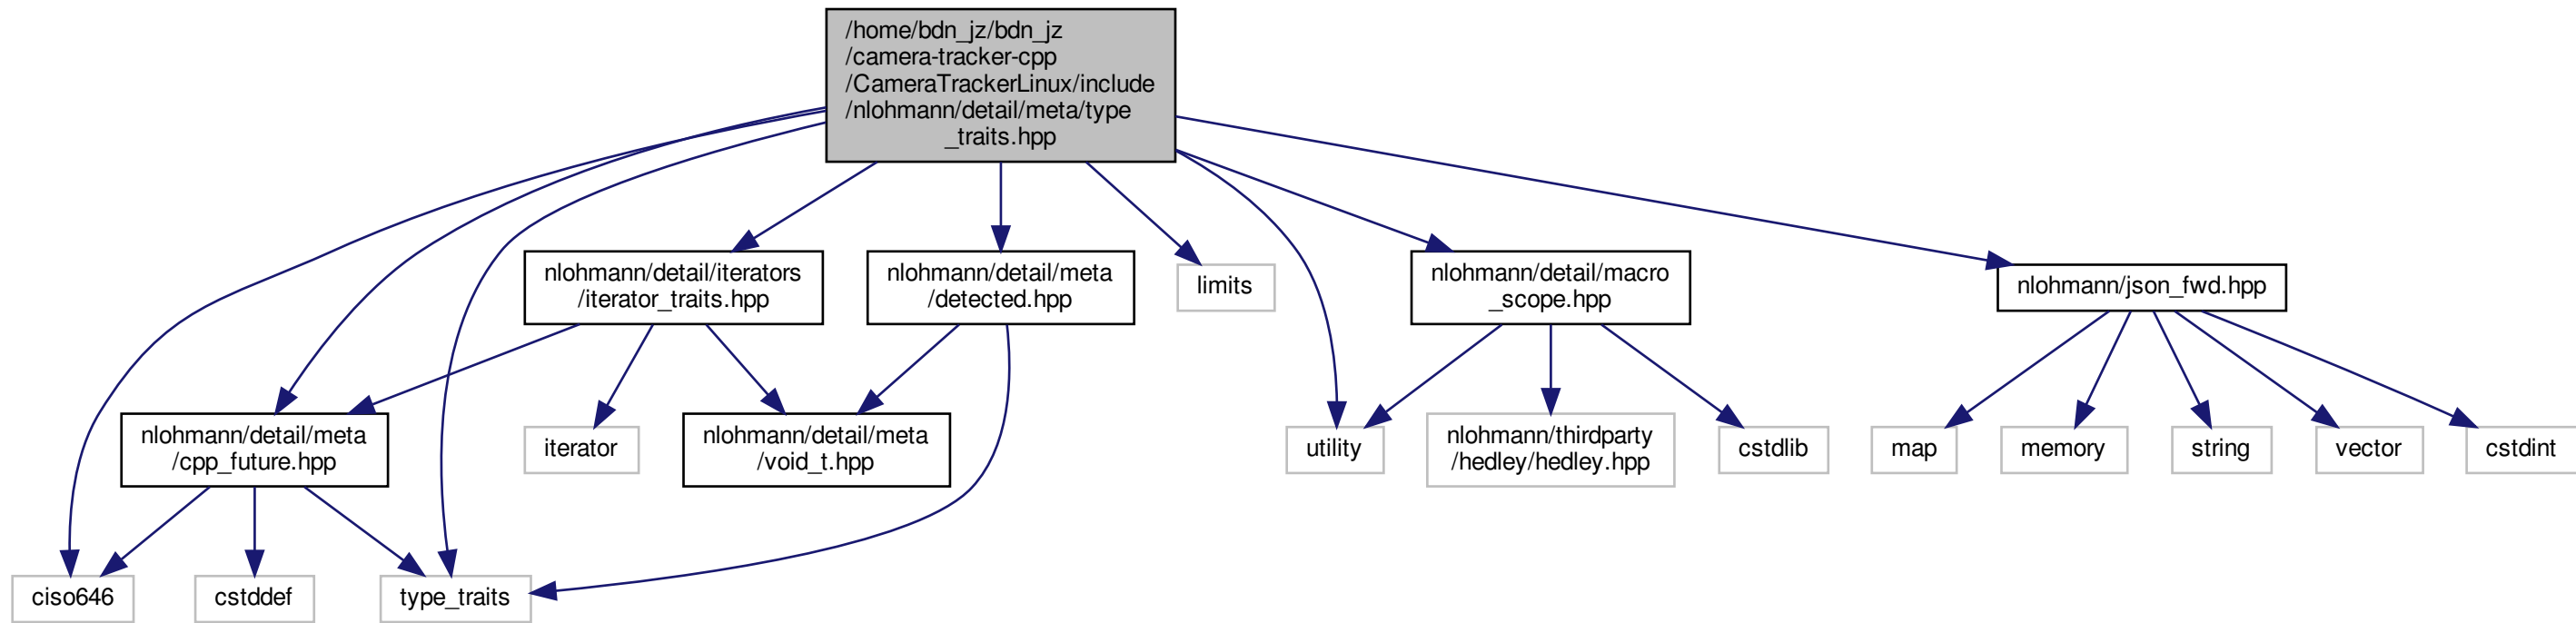 /home/bdn_jz/bdn_jz
/camera-tracker-cpp
/CameraTrackerLinux/include
/nlohmann/detail/meta/type
_traits.hpp
nlohmann/detail/iterators
/iterator_traits.hpp
nlohmann/detail/meta
/detected.hpp
limits
nlohmann/detail/macro
_scope.hpp
nlohmann/json_fwd.hpp
nlohmann/detail/meta
/cpp_future.hpp
iterator
nlohmann/detail/meta
/void_t.hpp
utility
nlohmann/thirdparty
/hedley/hedley.hpp
cstdlib
map
memory
string
vector
cstdint
ciso646
cstddef
type_traits